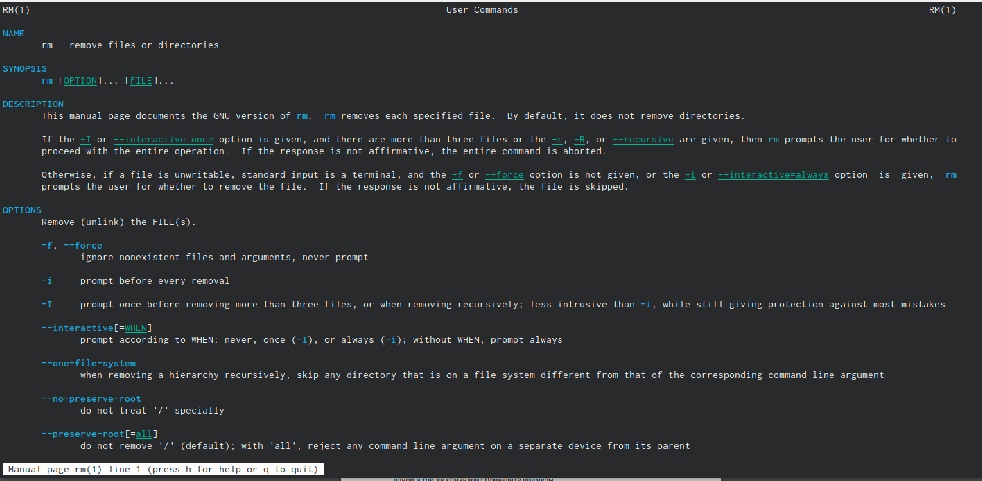 RM(1) User Commands RM(1)
NAME
rm - remove files or directories
SYNOPSIS
rm [OPTION]... [FILE]...
DESCRIPTION
This manual page documents the GNU version of rm. rm removes each specified file. By default, it does not remove directories.
If the -I or --interactive=once option is given, and there are more than three files or the -r, -R, or --recursive are given, then rm prompts the user for whether to
proceed with the entire operation. If the response is not affirmative, the entire command is aborted.
Otherwise, if a file is unwritable, standard input is a terminal, and the -f or --force option is not given, or the -i or --interactive=always option is given, rm
prompts the user for whether to remove the file. If the response is not affirmative, the file is skipped.
OPTIONS
Remove (unlink) the FILE(s).
-f, --force
ignore nonexistent files and arguments, never prompt
-i prompt before every removal
-I prompt once before removing more than three files, or when removing recursively; less intrusive than -i, while still giving protection against most mistakes
--interactive[=WHEN]
prompt according to WHEN: never, once (-I), or always (-i); without WHEN, prompt always
--one-file-system
when removing a hierarchy recursively, skip any directory that is on a file system different from that of the corresponding command line argument
--no-preserve-root
do not treat '/' specially
--preserve-root[=all]
do not remove '/' (default); with 'all', reject any command line argument on a separate device from its parent
Manual page rm(1) line 1 (press h for help or q to quit)